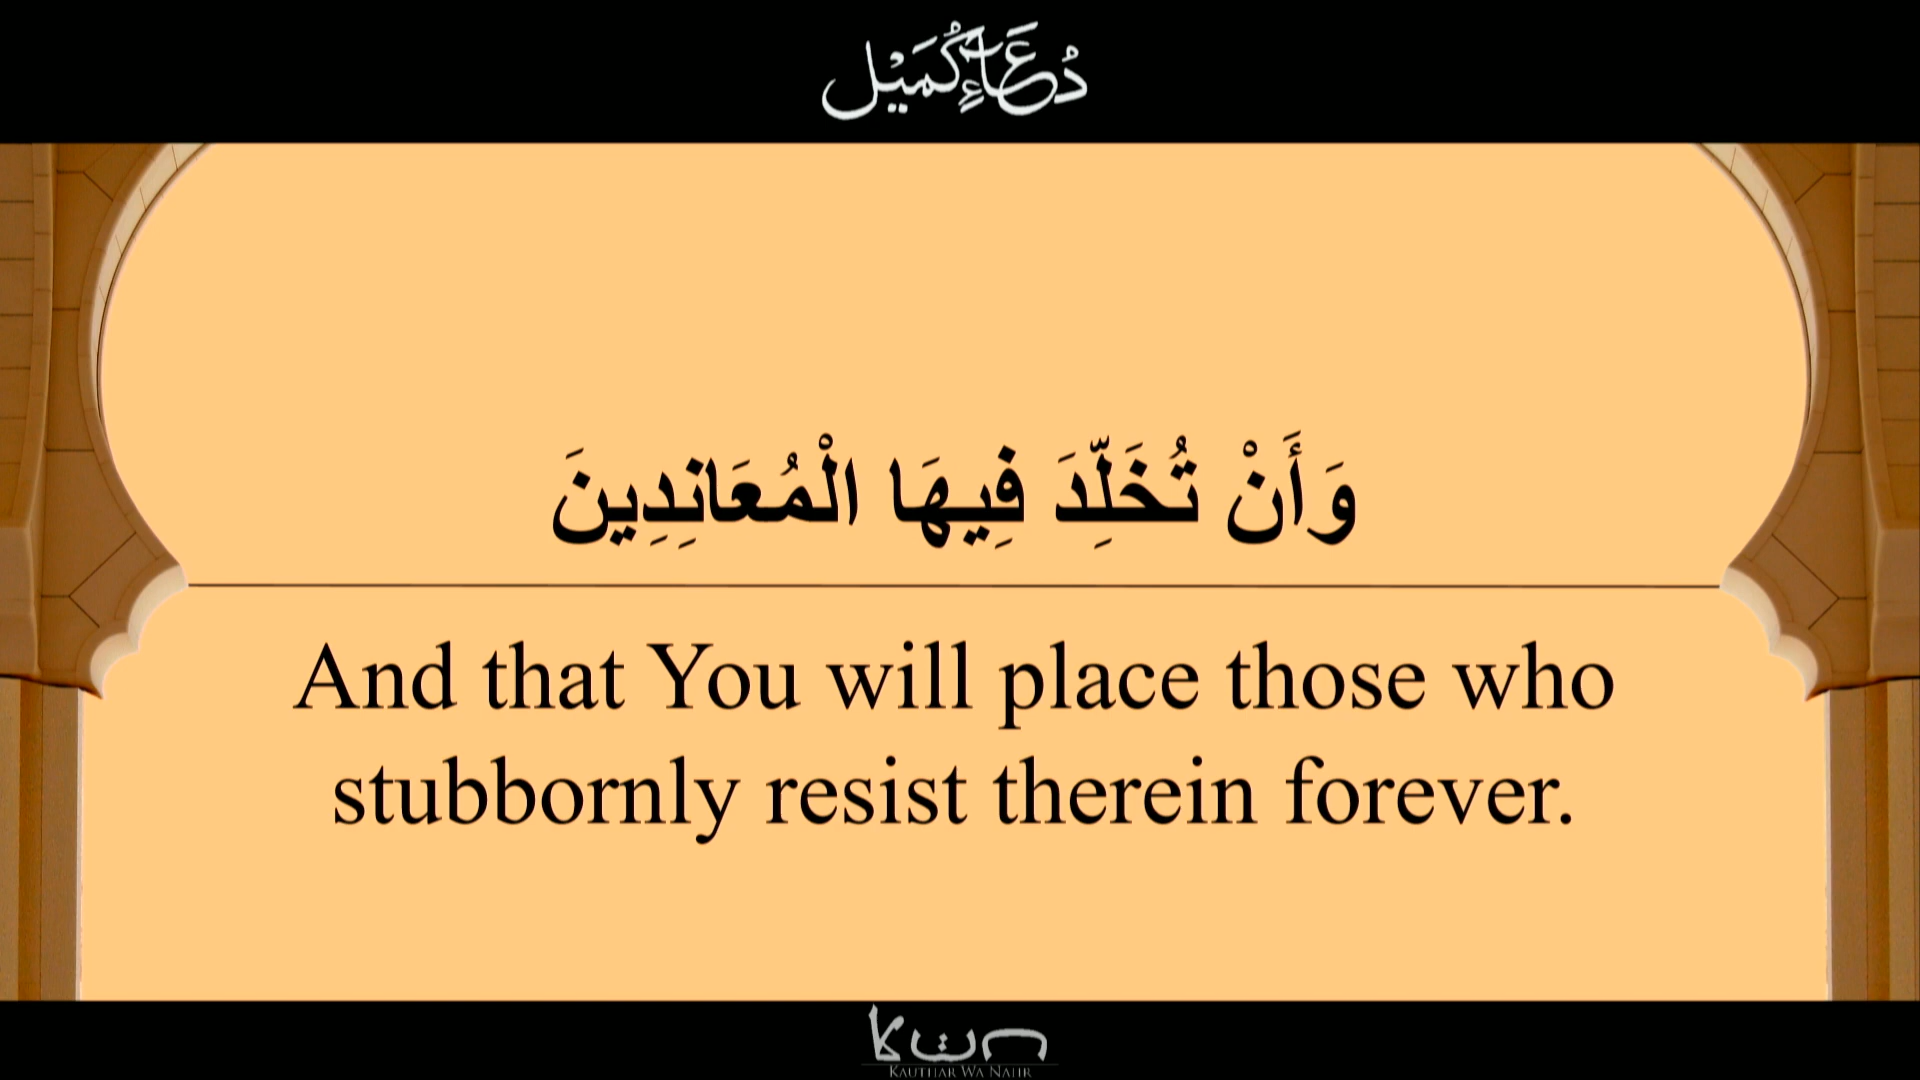 دُعَاءُ كُمَيْل
وَأَنْ تُخَلِّدَ فِيهَا الْمُعَانِدِينَ
And that You will place those who
stubbornly resist therein forever.
KWN
KAUTHAR WA NAHR